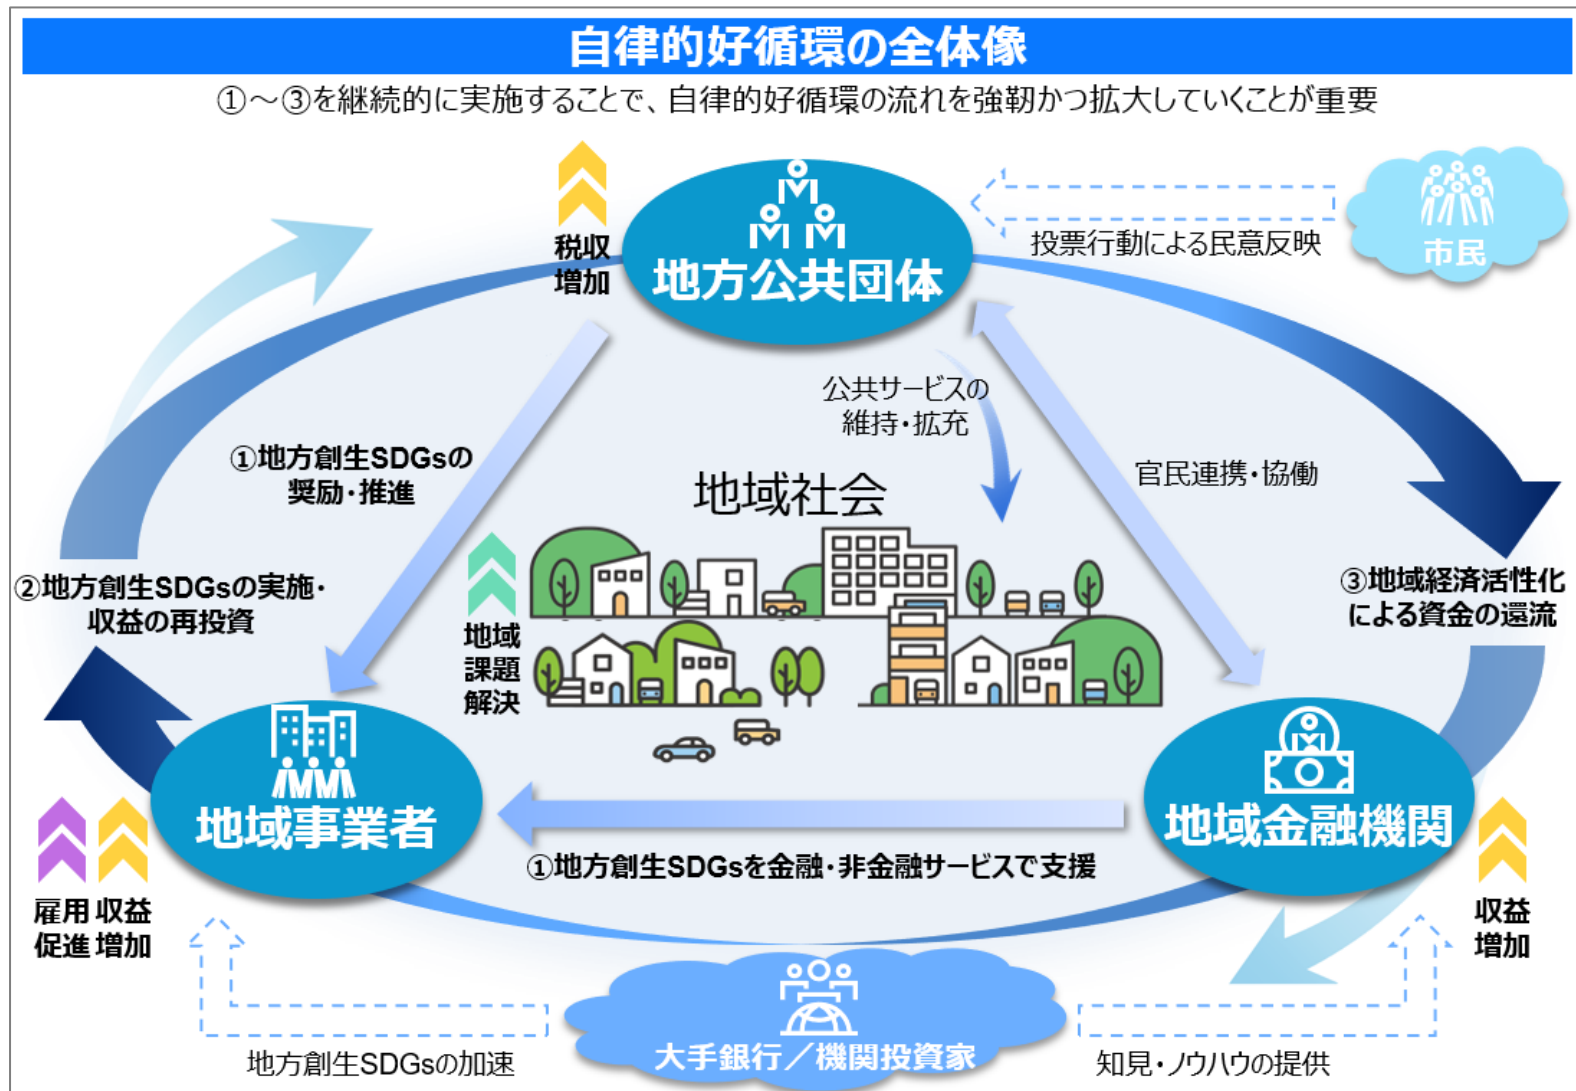 自律的好循環の全体像
①～③を継続的に実施することで、自律的好循環の流れを強靭かつ拡大していくことが重要
税収
増加
地方公共団体
投票行動による民意反映
市民
公共サービスの
維持・拡充
①地方創生SDGsの
奨励・推進
官民連携・協働
地域社会
②地方創生SDGsの実施・
収益の再投資
地域
課題
解決
③地域経済活性化
による資金の還流
地域事業者
地域金融機関
①地方創生SDGsを金融・非金融サービスで支援
雇用
促進
収益
増加
収益
増加
大手銀行／機関投資家
地方創生SDGsの加速
知見・ノウハウの提供